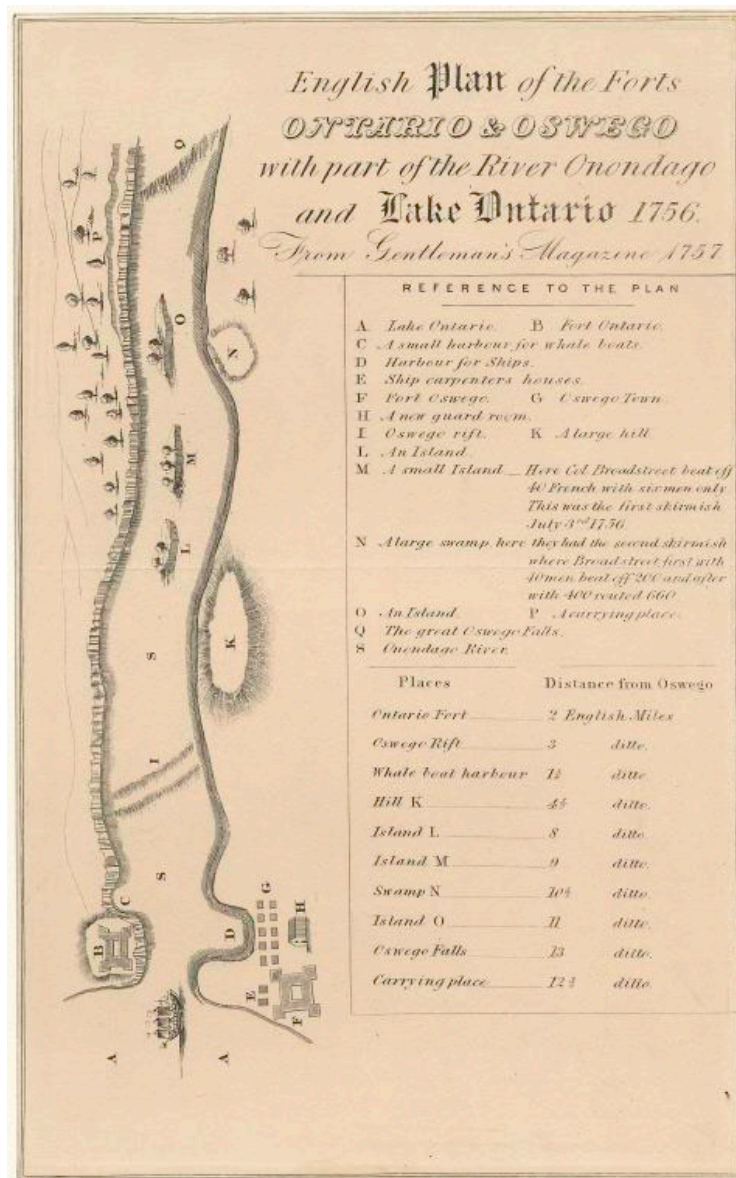 English Plan of the Forts
ONTARIO & OSWEGO
with part of the River Onondago
and Lake Ontario 1756.
From Gentleman's Magazine 1757
REFERENCE TO THE PLAN
A Lake Ontario. B Fort Ontario.
C A small harbour for whale boats.
D Harbour for Ships.
E Ship carpenters houses.
F Fort Oswego. G Oswego Town.
H A new guard room.
I Oswego rift. K A large hill
L An Island.
M A small Island Here Col. Broadstreet beat off
40 French with six men only
This was the first skirmish
July 3rd 1756
N A large swamp, here they had the second skirmish
where Broadstreet first with
40 men beat off 200 and after
with 400 routed 660
O An Island. P A carrying place.
Q The great Oswego Falls.
S Onondago River.
Places Distance from Oswego
Ontario Fort 2 English Miles
Oswego Rift 3 ditto.
Whale boat harbour ditto
Hill K ditto.
Island L 8 ditto.
Island M 9 ditto.
Swamp N ditto.
Island O 11 ditto.
Oswego Falls 13 ditto.
Carrying place ditto.
Q
P
O
N
M
L
K
S
I
S
C
B
D
G
H
E
F
A
A